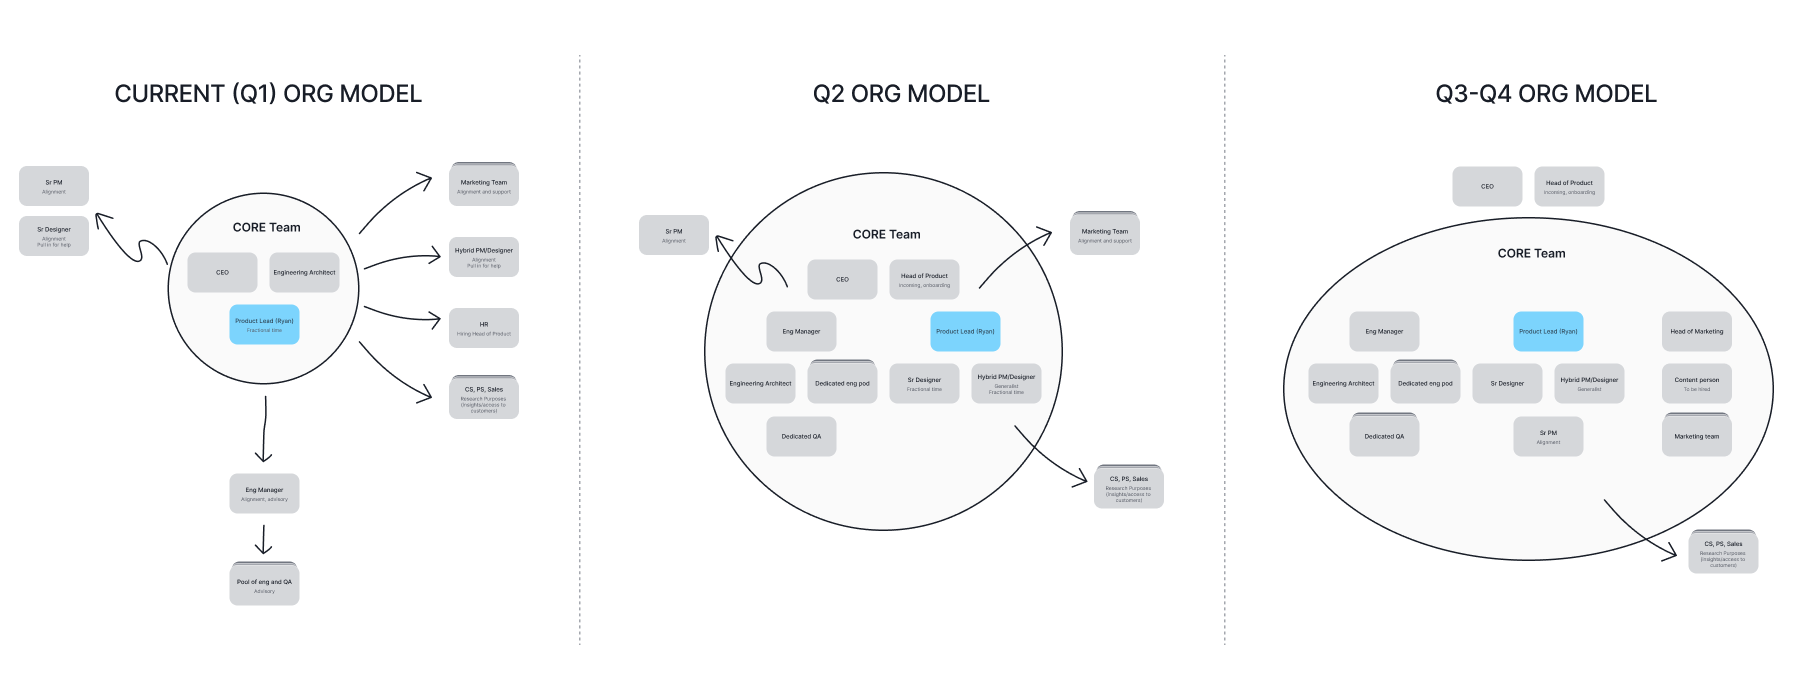 CURRENT (Q1) ORG MODEL
Sr PM
Alignment
Sr Designer
Alignment
Pull in for help
CORE Team
CEO
Engineering Architect
Product Lead (Ryan)
Fractional time
Marketing Team
Alignment and support
Hybrid PM/Designer
Alignment
Pull in for help
HR
Hiring Head of Product
CS, PS, Sales
Research Purposes
(insights/access to
customers)
Eng Manager
Alignment, advisory
Pool of eng and QA
Advisory
Q2 ORG MODEL
Sr PM
Alignment
CORE Team
CEO
Head of Product
Incoming, onboarding
Marketing Team
Alignment and support
Eng Manager
Product Lead (Ryan)
Engineering Architect
Dedicated eng pod
Sr Designer
Fractional time
Hybrid PM/Designer
Generalist
Fractional time
Dedicated QA
CS, PS, Sales
Research Purposes
(insights/access to
customers)
Q3-Q4 ORG MODEL
CEO
Head of Product
Incoming, onboarding
CORE Team
Eng Manager
Product Lead (Ryan)
Head of Marketing
Engineering Architect
Dedicated eng pod
Sr Designer
Hybrid PM/Designer
Generalist
Content person
To be hired
Dedicated QA
Sr PM
Alignment
Marketing team
CS, PS, Sales
Research Purposes
(insights/access to
customers)